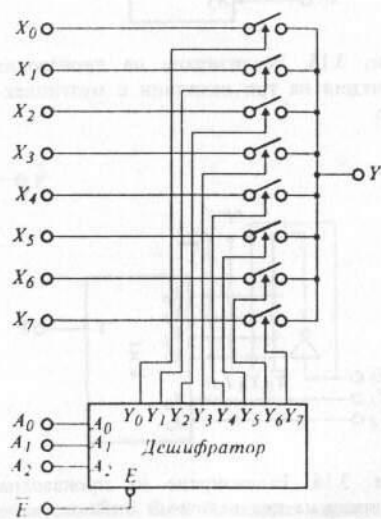 X₀
X₁
X₂
X₃
X₄
X₅
X₆
X₇
Y
Y₀ Y₁ Y₂ Y₃ Y₄ Y₅ Y₆ Y₇
A₀ A₀
A₁ A₁
A₂ A₂
Дешифратор
E
E̅